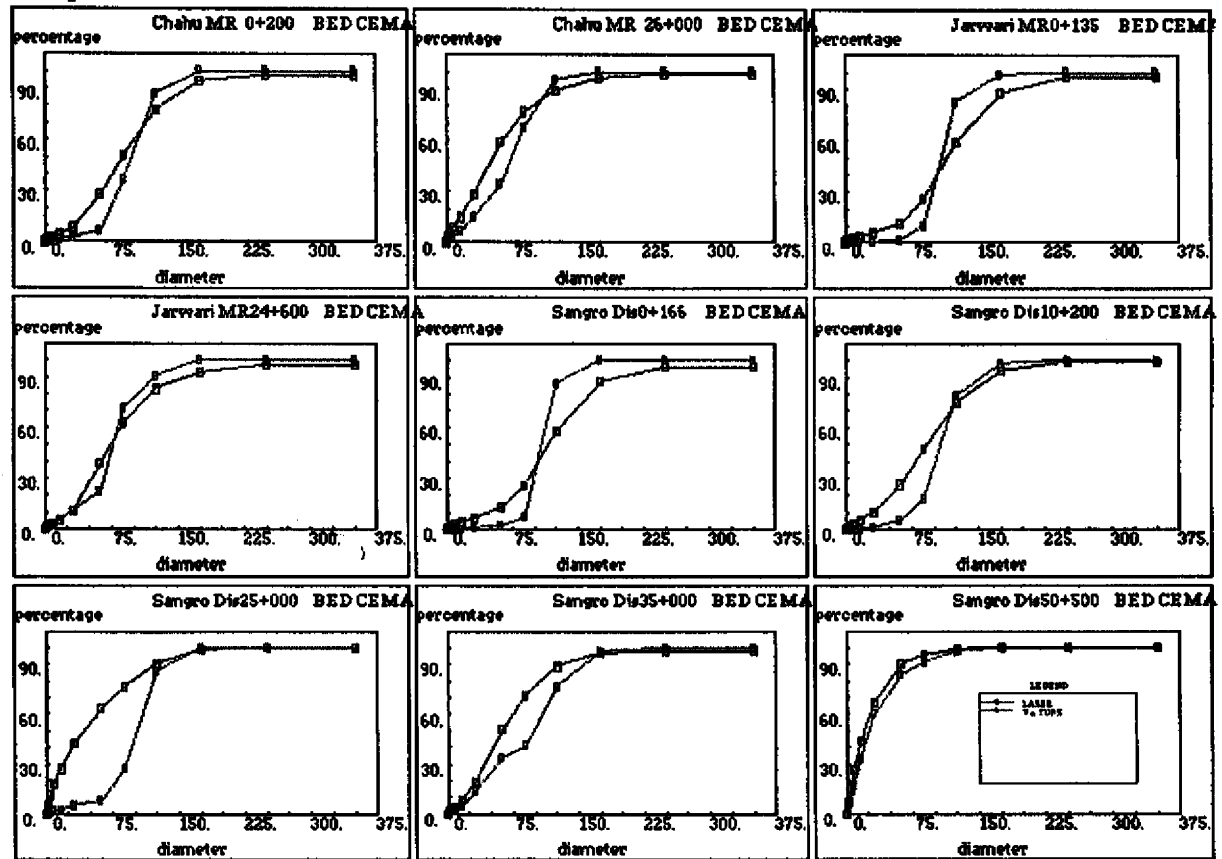 Chahu MR 0+200 BED CEMA
percentage
90.
60.
30.
0.
0. 75. 150. 225. 300. 375.
diameter
Chahu MR 26+000 BED CEMA
percentage
90.
60.
30.
0.
0. 75. 150. 225. 300. 375.
diameter
Jarwari MR0+135 BED CEMA
percentage
90.
60.
30.
0.
0. 75. 150. 225. 300. 375.
diameter
Jarwari MR24+600 BED CEMA
percentage
90.
60.
30.
0.
0. 75. 150. 225. 300. 375.
diameter
Sangro Dis0+166 BED CEMA
percentage
90.
60.
30.
0.
0. 75. 150. 225. 300. 375.
diameter
Sangro Dis10+200 BED CEMA
percentage
90.
60.
30.
0.
0. 75. 150. 225. 300. 375.
diameter
Sangro Dis25+000 BED CEMA
percentage
90.
60.
30.
0.
0. 75. 150. 225. 300. 375.
diameter
Sangro Dis35+000 BED CEMA
percentage
90.
60.
30.
0.
0. 75. 150. 225. 300. 375.
diameter
Sangro Dis50+500 BED CEMA
percentage
90.
60.
30.
0.
0. 75. 150. 225. 300. 375.
diameter
LEGEND
LASER
TUBE